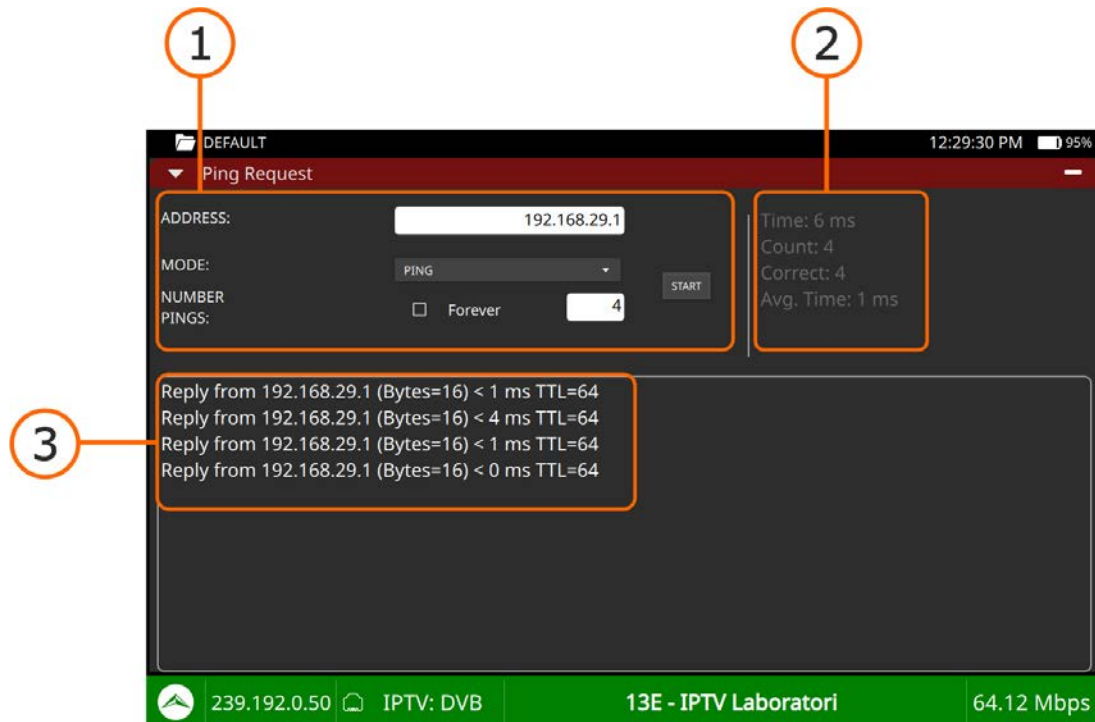 1
2
DEFAULT
12:29:30 PM
95%
Ping Request
ADDRESS:
192.168.29.1
MODE:
PING
NUMBER
PINGS:
Forever
4
START
Time: 6 ms
Count: 4
Correct: 4
Avg. Time: 1 ms
3
Reply from 192.168.29.1 (Bytes=16) < 1 ms TTL=64
Reply from 192.168.29.1 (Bytes=16) < 4 ms TTL=64
Reply from 192.168.29.1 (Bytes=16) < 1 ms TTL=64
Reply from 192.168.29.1 (Bytes=16) < 0 ms TTL=64
239.192.0.50
IPTV: DVB
13E - IPTV Laboratori
64.12 Mbps